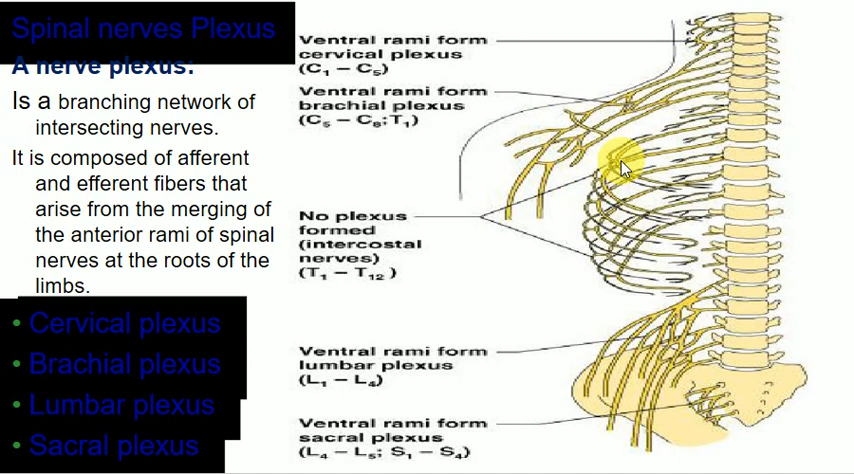 Spinal nerves Plexus
A nerve plexus:
Is a branching network of
intersecting nerves.
It is composed of afferent
and efferent fibers that
arise from the merging of
the anterior rami of spinal
nerves at the roots of the
limbs.
• Cervical plexus
• Brachial plexus
• Lumbar plexus
• Sacral plexus
Ventral rami form
cervical plexus
(C₁ – C₅)
Ventral rami form
brachial plexus
(C₅ – C₈; T₁)
No plexus
formed
(intercostal
nerves)
(T₁ – T₁₂ )
Ventral rami form
lumbar plexus
(L₁ – L₄)
Ventral rami form
sacral plexus
(L₄ – L₅; S₁ – S₄)